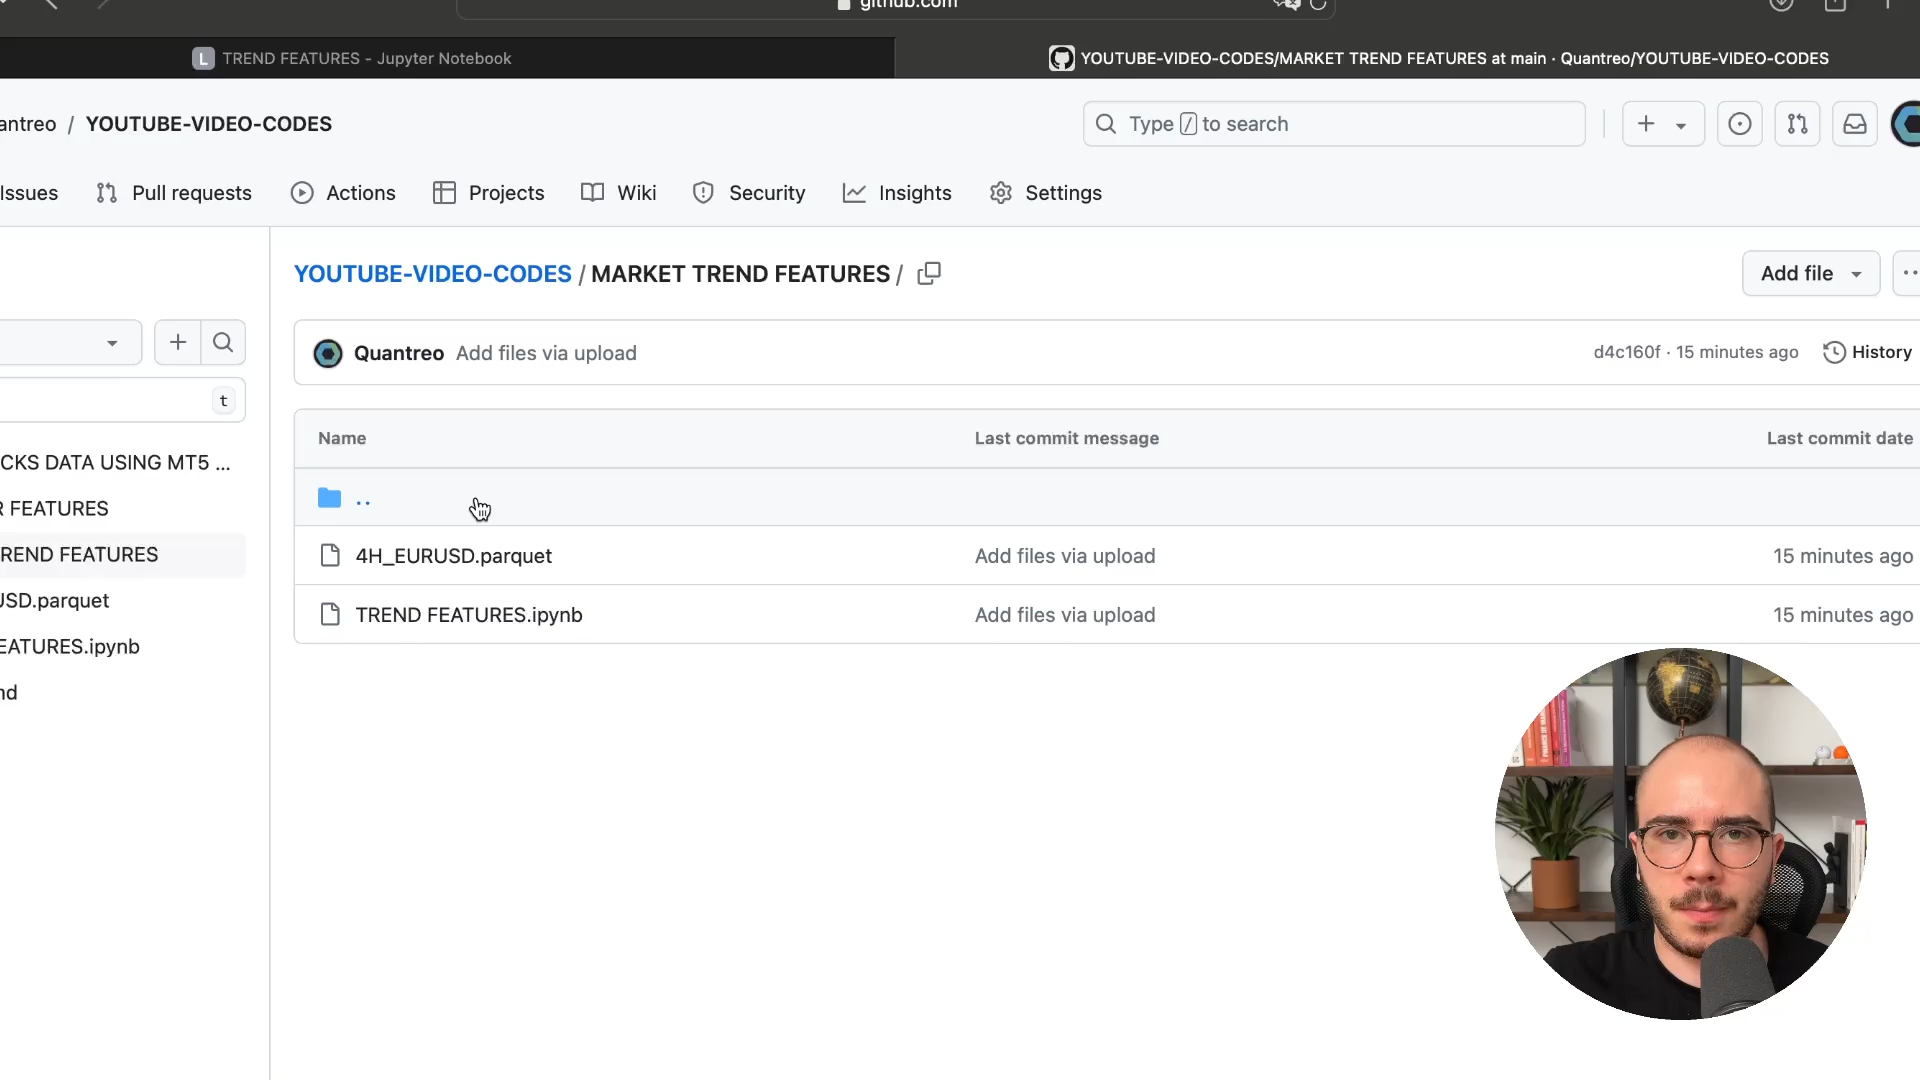 github.com
L TREND FEATURES - Jupyter Notebook
YOUTUBE-VIDEO-CODES/MARKET TREND FEATURES at main · Quantreo/YOUTUBE-VIDEO-CODES
antreo / YOUTUBE-VIDEO-CODES
Type / to search
Issues
Pull requests
Actions
Projects
Wiki
Security
Insights
Settings
YOUTUBE-VIDEO-CODES / MARKET TREND FEATURES /
Add file
t
CKS DATA USING MT5 ...
R FEATURES
REND FEATURES
USD.parquet
EATURES.ipynb
nd
Quantreo Add files via upload
d4c160f · 15 minutes ago
History
Name Last commit message Last commit date
..
4H_EURUSD.parquet Add files via upload 15 minutes ago
TREND FEATURES.ipynb Add files via upload 15 minutes ago